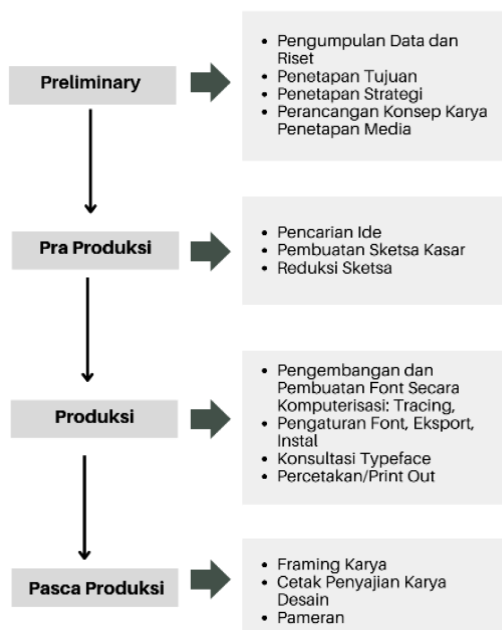 Preliminary
• Pengumpulan Data dan
Riset
• Penetapan Tujuan
• Penetapan Strategi
• Perancangan Konsep Karya
Penetapan Media
Pra Produksi
• Pencarian Ide
• Pembuatan Sketsa Kasar
• Reduksi Sketsa
Produksi
• Pengembangan dan
Pembuatan Font Secara
Komputerisasi: Tracing,
• Pengaturan Font, Eksport,
Instal
• Konsultasi Typeface
• Percetakan/Print Out
Pasca Produksi
• Framing Karya
• Cetak Penyajian Karya
Desain
• Pameran